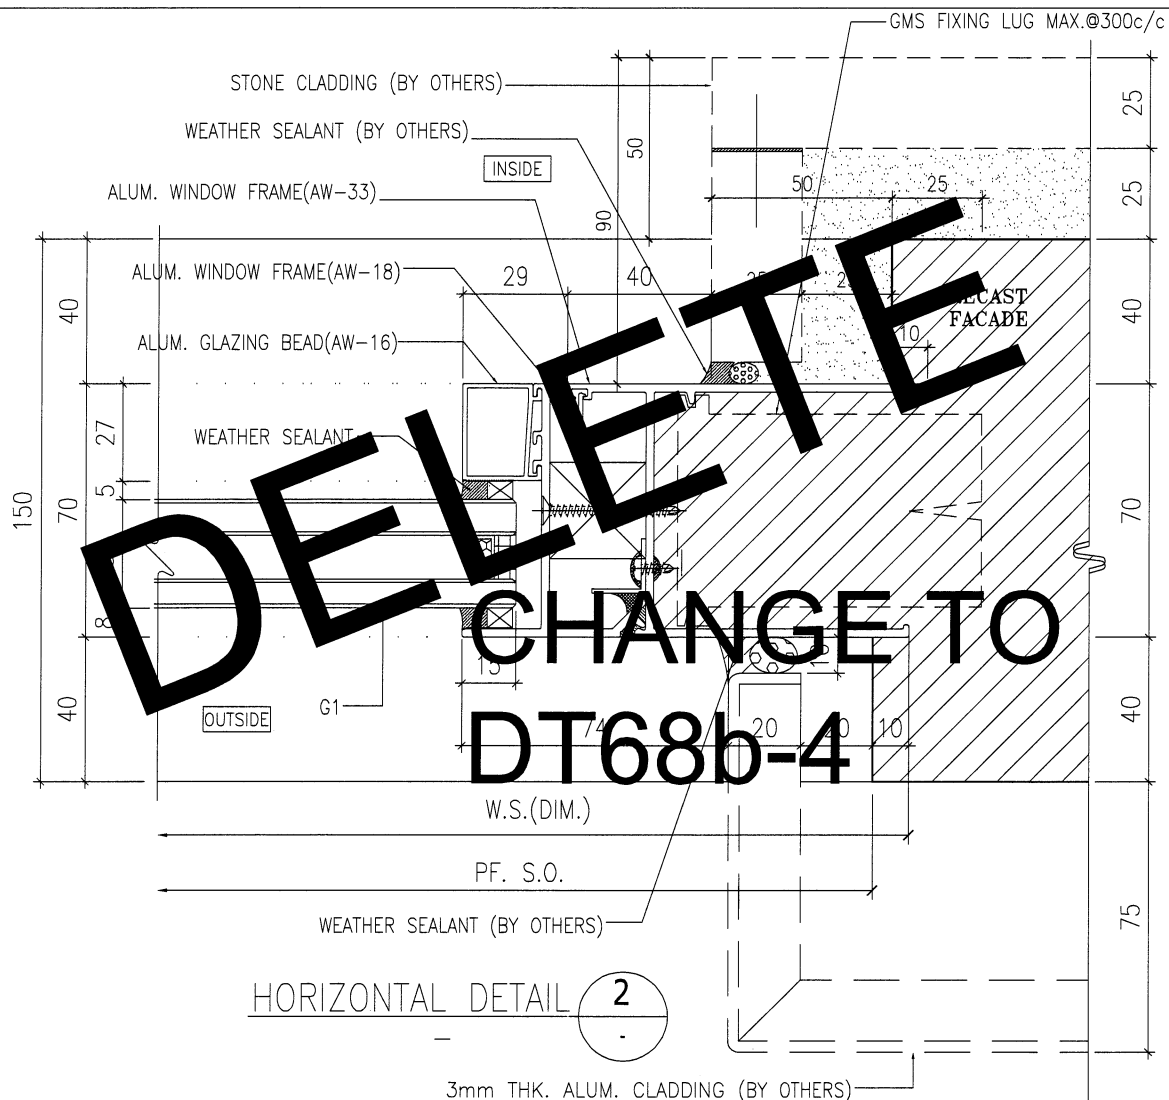 GMS FIXING LUG MAX.@300c/c
STONE CLADDING (BY OTHERS)
WEATHER SEALANT (BY OTHERS)
INSIDE
ALUM. WINDOW FRAME(AW-33)
ALUM. WINDOW FRAME(AW-18)
ALUM. GLAZING BEAD(AW-16)
WEATHER SEALANT
50
90
50
25
25
25
40
70
40
75
29
40
10
FACADE
150
40
70
40
27
5
8
DELETE
CHANGE TO
DT68b-4
OUTSIDE
G1
74
20
20
10
W.S.(DIM.)
PF. S.O.
WEATHER SEALANT (BY OTHERS)
HORIZONTAL DETAIL
2
-
-
3mm THK. ALUM. CLADDING (BY OTHERS)